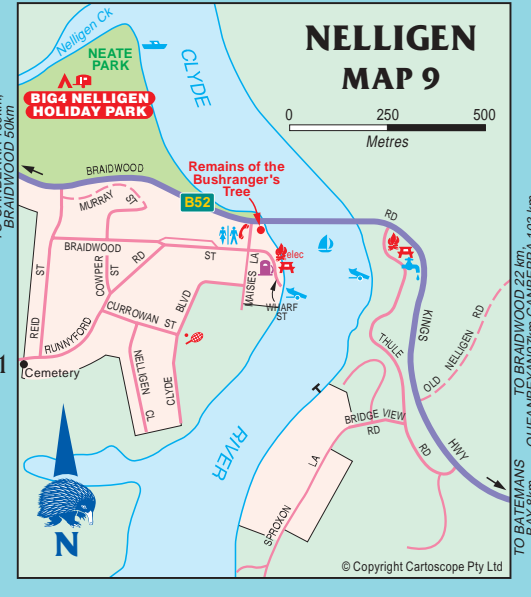 NELLIGEN
MAP 9
0 250 500
Metres
Nelligen Ck
NEATE
PARK
CLYDE
BIG4 NELLIGEN
HOLIDAY PARK
BRAIDWOOD 50km
BRAIDWOOD
Remains of the
Bushranger's
Tree
B52
MURRAY ST
RD
BRAIDWOOD
ST
elec
COWPER ST
RD
MAISIES LA
REID ST
RUNNYFORD
CURROWAN ST
BLVD
WHARF
ST
KINGS
THULE
OLD NELLIGEN RD
TO BRAIDWOOD 22 km
1
Cemetery
NELLIGEN CL
CLYDE
T
BRIDGE VIEW
RD
RD
HWY
RIVER
LA
SPROXON
TO BATEMANS
N
© Copyright Cartoscope Pty Ltd